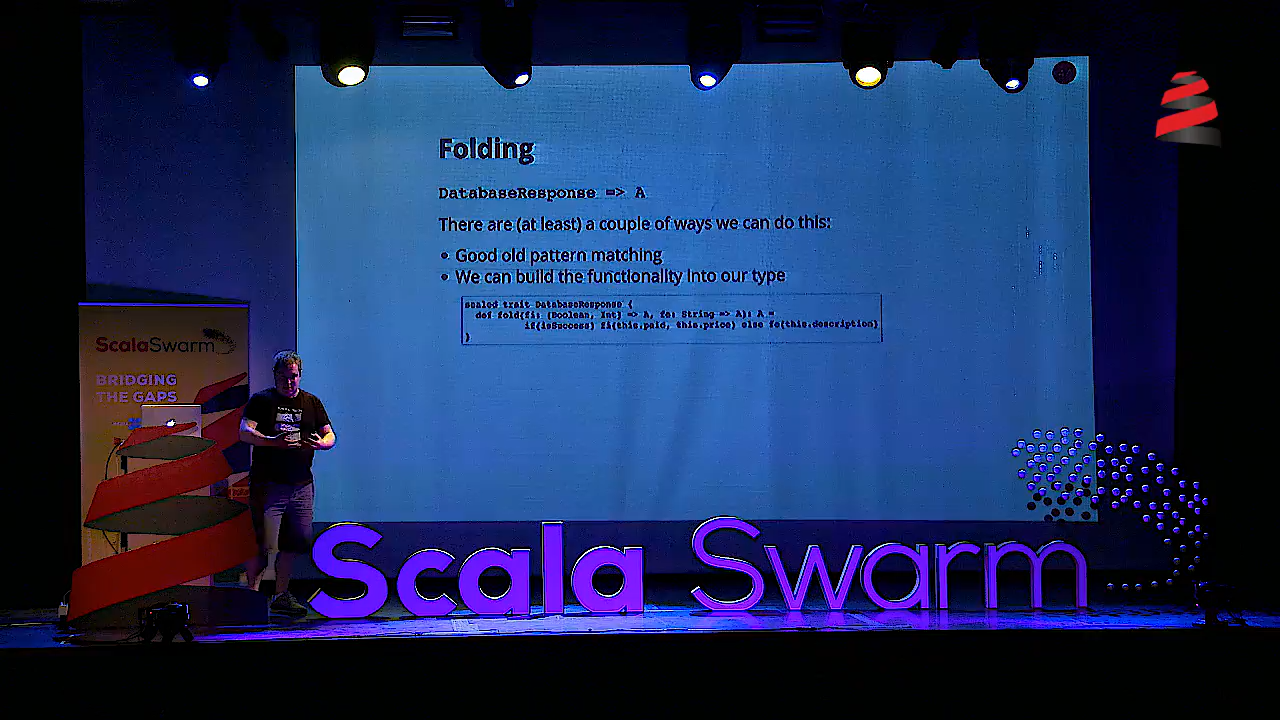 Folding
DatabaseResponse => A
There are (at least) a couple of ways we can do this:
• Good old pattern matching
• We can build the functionality into our type
sealed trait DatabaseResponse {
def fold(fi: (Boolean, Int) => A, fe: String => A): A =
if(isSuccess) fi(this.paid, this.price) else fe(this.description)
}
ScalaSwarm
BRIDGING
THE GAPS
Scala Swarm